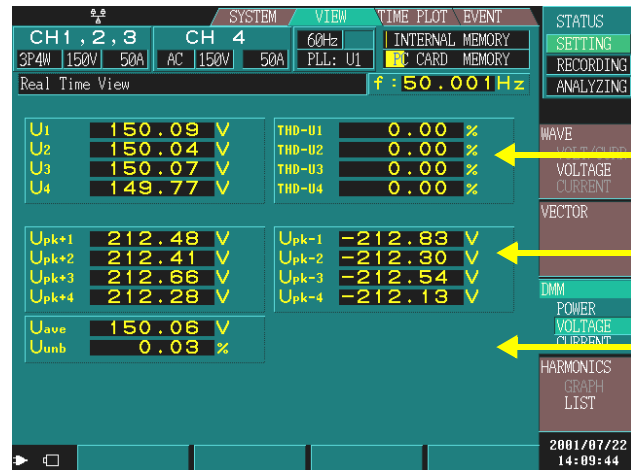 SYSTEM VIEW TIME PLOT EVENT
CH1,2,3 CH 4 60Hz INTERNAL MEMORY
3P4W 150V 50A AC 150V 50A PLL: U1 PC CARD MEMORY
Real Time View f:50.001Hz
STATUS
SETTING
RECORDING
ANALYZING
U1 150.09 V THD-U1 0.00 %
U2 150.04 V THD-U2 0.00 %
U3 150.07 V THD-U3 0.00 %
U4 149.77 V THD-U4 0.00 %
Upk+1 212.48 V Upk-1 -212.83 V
Upk+2 212.41 V Upk-2 -212.30 V
Upk+3 212.66 V Upk-3 -212.54 V
Upk+4 212.28 V Upk-4 -212.13 V
Uave 150.06 V
Uunb 0.03 %
WAVE
VOLT/CURR
VOLTAGE
CURRENT
VECTOR
DMM
POWER
VOLTAGE
CURRENT
HARMONICS
GRAPH
LIST
2001/07/22
14:09:44